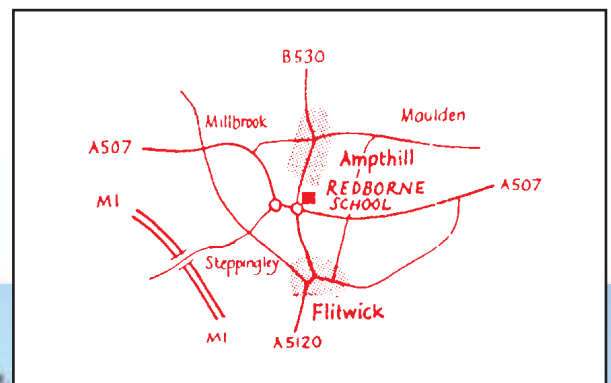 B530
Millbrook
Maulden
A507
Ampthill
REDBORNE
SCHOOL
A507
M1
Steppingley
Flitwick
M1
A5120